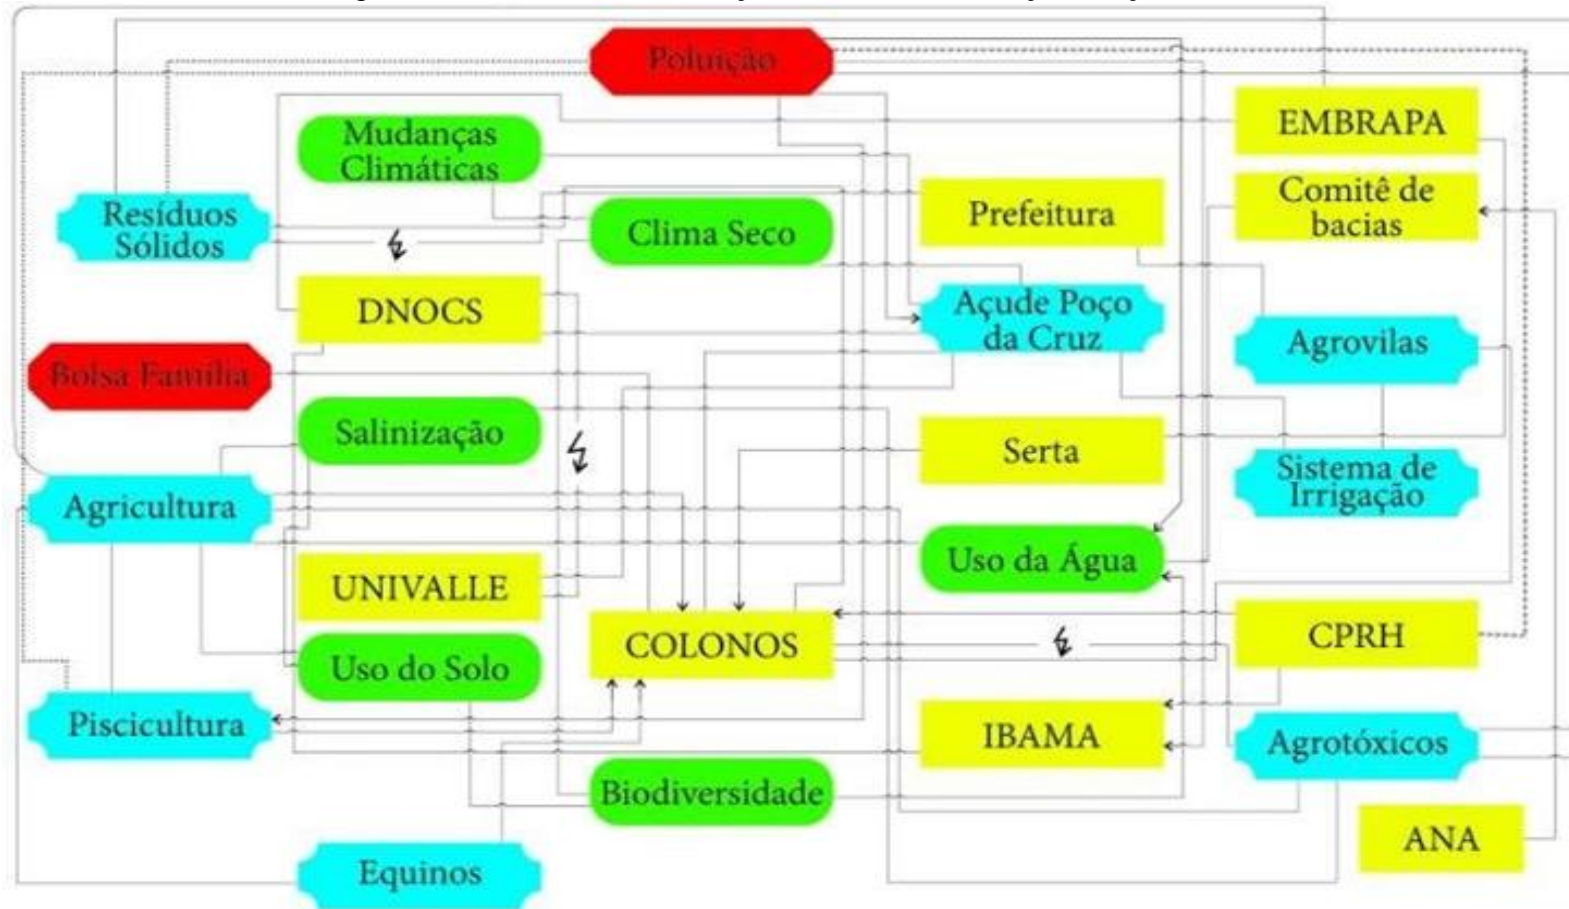 Poluição
EMBRAPA
Mudanças
Climáticas
Comitê de
bacias
Prefeitura
Resíduos
Sólidos
Clima Seco
DNOCS
Açude Poço
da Cruz
Agrovilas
Bolsa Família
Salinização
Serta
Sistema de
Irrigação
Agricultura
Uso da Água
UNIVALLE
COLONOS
CPRH
Uso do Solo
Piscicultura
IBAMA
Agrotóxicos
Biodiversidade
ANA
Equinos